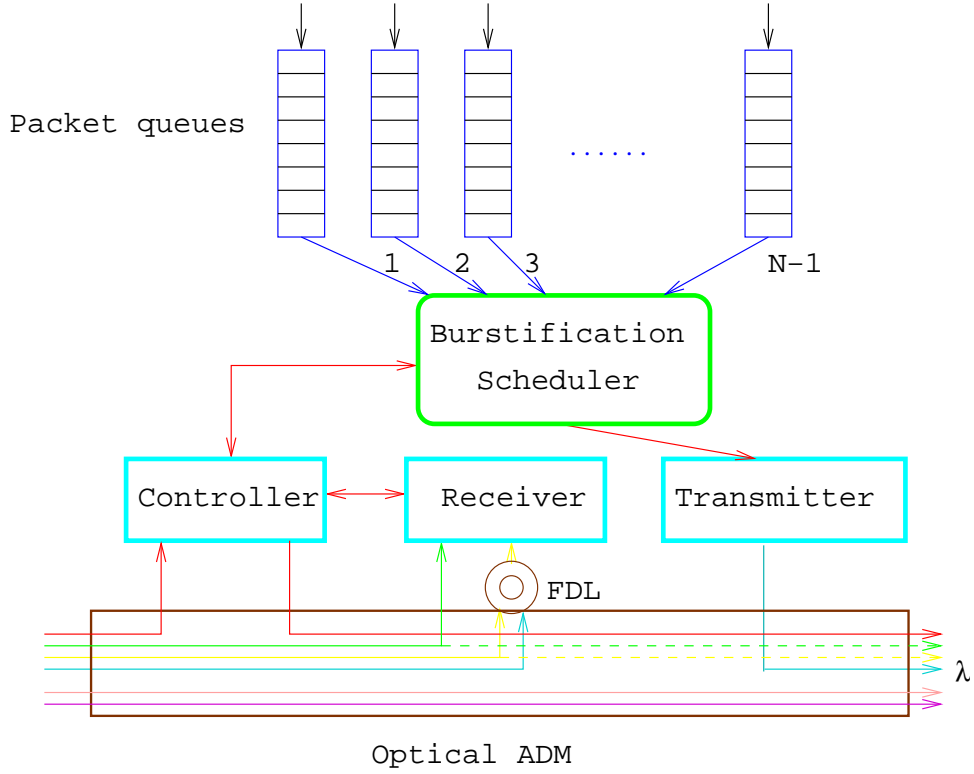 Packet queues
......
1
2
3
N-1
Burstification
Scheduler
Controller
Receiver
Transmitter
FDL
λ
Optical ADM